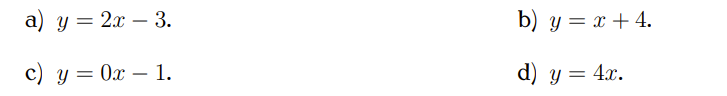 a) y = 2x − 3. b) y = x + 4.
c) y = 0x − 1. d) y = 4x.